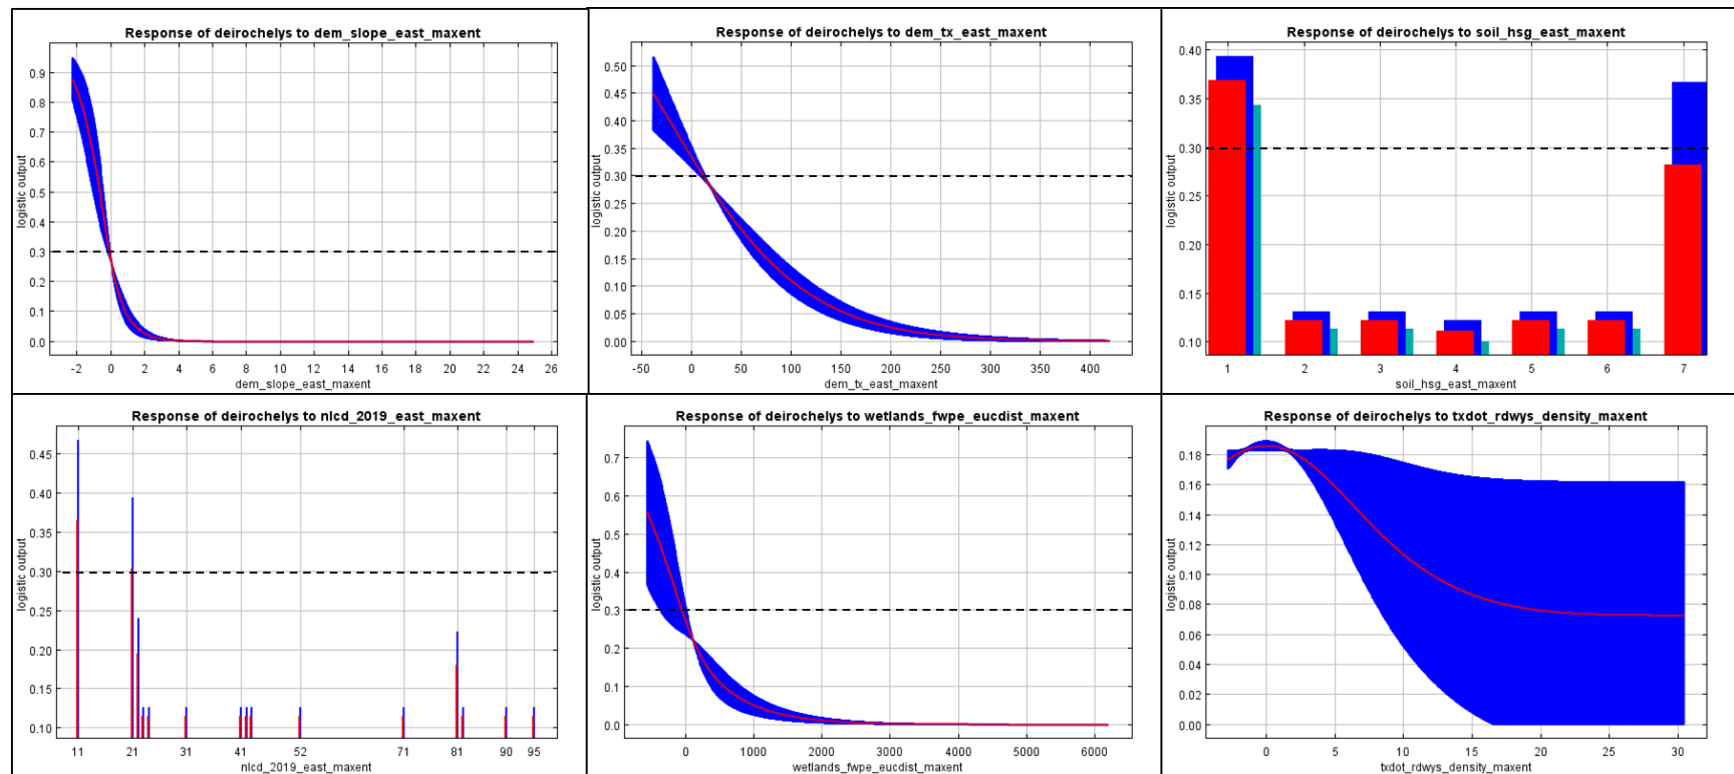 Response of deirochelys to dem_slope_east_maxent
logistic output
0.9
0.8
0.7
0.6
0.5
0.4
0.3
0.2
0.1
0.0
-2 0 2 4 6 8 10 12 14 16 18 20 22 24 26
dem_slope_east_maxent
Response of deirochelys to dem_tx_east_maxent
logistic output
0.50
0.45
0.40
0.35
0.30
0.25
0.20
0.15
0.10
0.05
0.00
-50 0 50 100 150 200 250 300 350 400
dem_tx_east_maxent
Response of deirochelys to soil_hsg_east_maxent
logistic output
0.40
0.35
0.30
0.25
0.20
0.15
0.10
1 2 3 4 5 6 7
soil_hsg_east_maxent
Response of deirochelys to nlcd_2019_east_maxent
logistic output
0.45
0.40
0.35
0.30
0.25
0.20
0.15
0.10
11 21 31 41 52 71 81 90 95
nlcd_2019_east_maxent
Response of deirochelys to wetlands_fwpe_eucdist_maxent
logistic output
0.7
0.6
0.5
0.4
0.3
0.2
0.1
0.0
0 1000 2000 3000 4000 5000 6000
wetlands_fwpe_eucdist_maxent
Response of deirochelys to txdot_rdwys_density_maxent
logistic output
0.18
0.16
0.14
0.12
0.10
0.08
0.06
0.04
0.02
0.00
0 5 10 15 20 25 30
txdot_rdwys_density_maxent